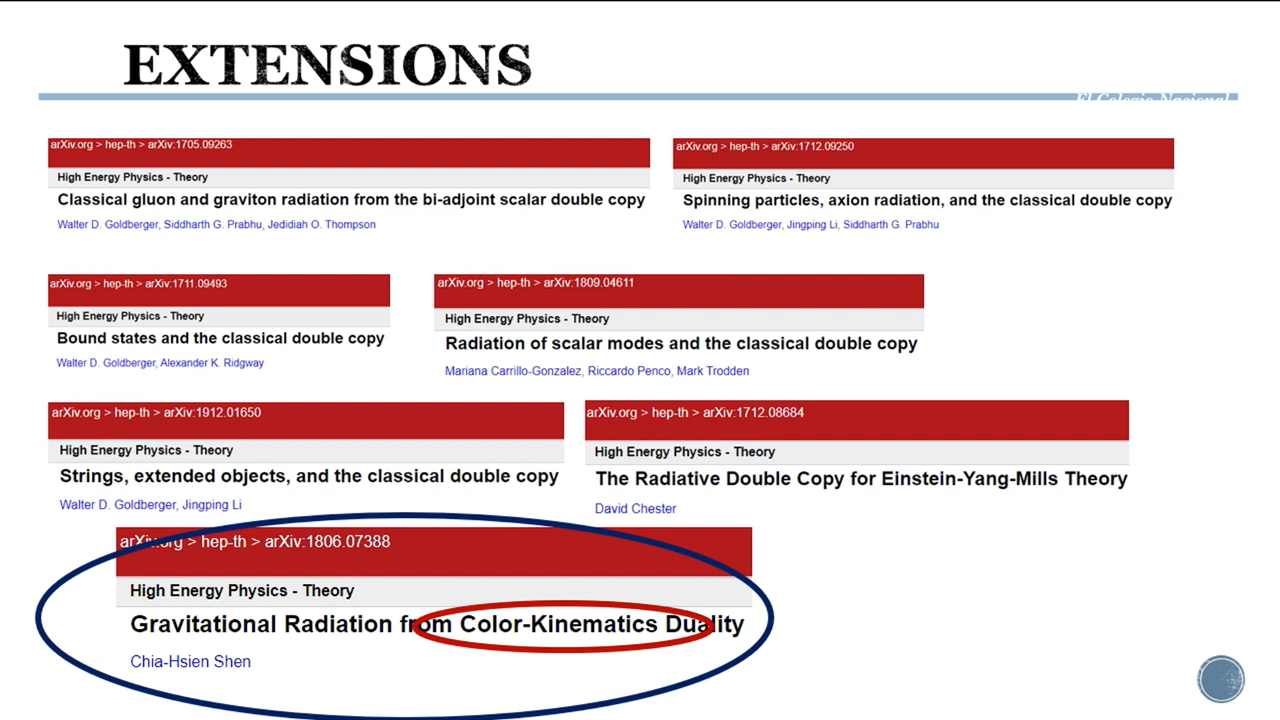 EXTENSIONS
El Colegio Nacional
arXiv.org > hep-th > arXiv:1705.09263
High Energy Physics - Theory
Classical gluon and graviton radiation from the bi-adjoint scalar double copy
Walter D. Goldberger, Siddharth G. Prabhu, Jedidiah O. Thompson
arXiv.org > hep-th > arXiv:1712.09250
High Energy Physics - Theory
Spinning particles, axion radiation, and the classical double copy
Walter D. Goldberger, Jingping Li, Siddharth G. Prabhu
arXiv.org > hep-th > arXiv:1711.09493
High Energy Physics - Theory
Bound states and the classical double copy
Walter D. Goldberger, Alexander K. Ridgway
arXiv.org > hep-th > arXiv:1809.04611
High Energy Physics - Theory
Radiation of scalar modes and the classical double copy
Mariana Carrillo-Gonzalez, Riccardo Penco, Mark Trodden
arXiv.org > hep-th > arXiv:1912.01650
High Energy Physics - Theory
Strings, extended objects, and the classical double copy
Walter D. Goldberger, Jingping Li
arXiv.org > hep-th > arXiv:1712.08684
High Energy Physics - Theory
The Radiative Double Copy for Einstein-Yang-Mills Theory
David Chester
arXiv.org > hep-th > arXiv:1806.07388
High Energy Physics - Theory
Gravitational Radiation from Color-Kinematics Duality
Chia-Hsien Shen